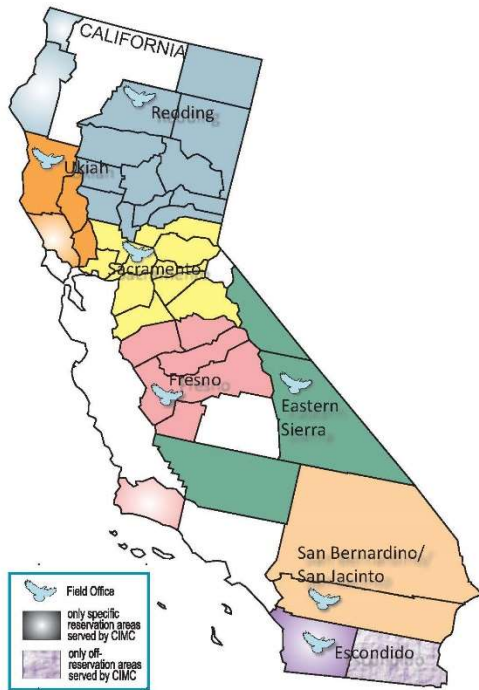 CALIFORNIA
Redding
Ukiah
Sacramento
Fresno
Eastern
Sierra
San Bernardino/
San Jacinto
Escondido
Field Office
only specific
reservation areas
served by CIMC
only off-
reservation areas
served by CIMC